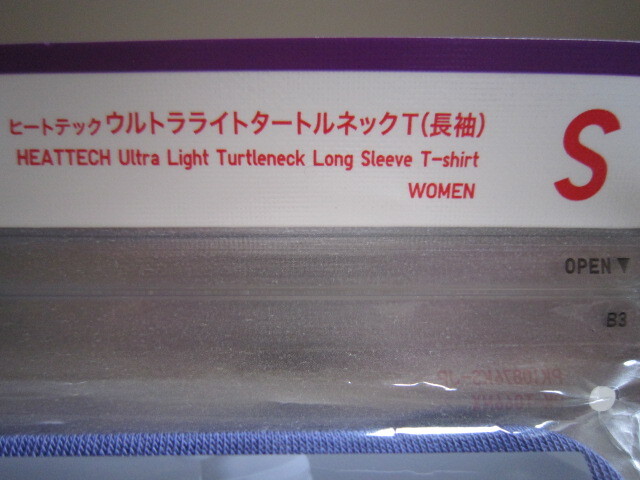 ヒートテックウルトラライトタートルネックT(長袖)
HEATTECH Ultra Light Turtleneck Long Sleeve T-shirt
WOMEN
S
OPEN▼
B3